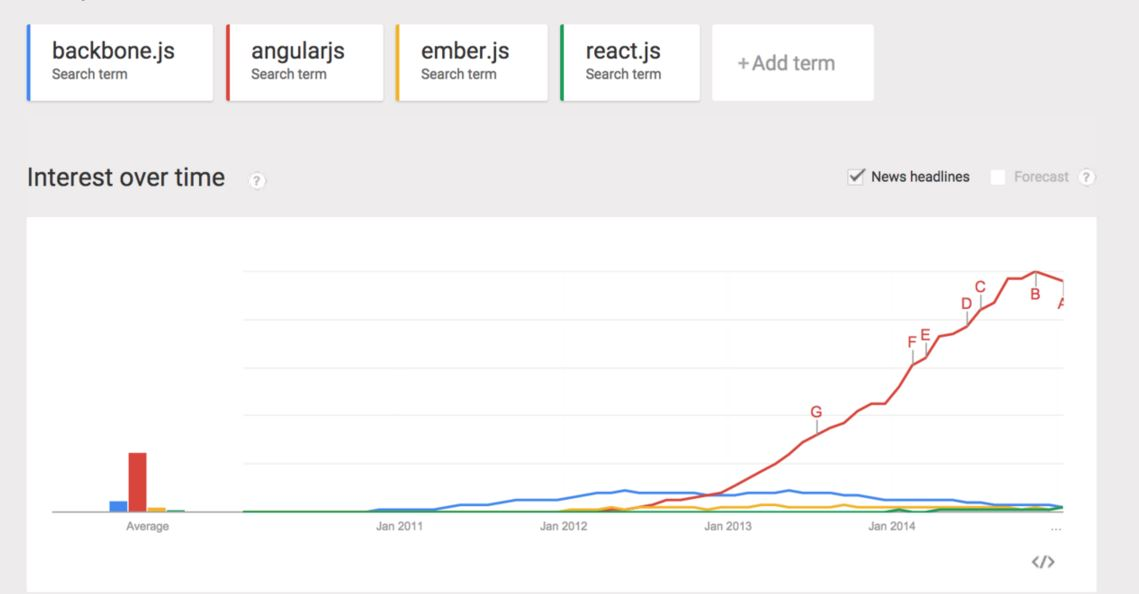 backbone.js
Search term
angularjs
Search term
ember.js
Search term
react.js
Search term
+Add term
Interest over time
?
News headlines
Forecast
?
C
D
B
A
E
F
G
Average
Jan 2011
Jan 2012
Jan 2013
Jan 2014
...
</>